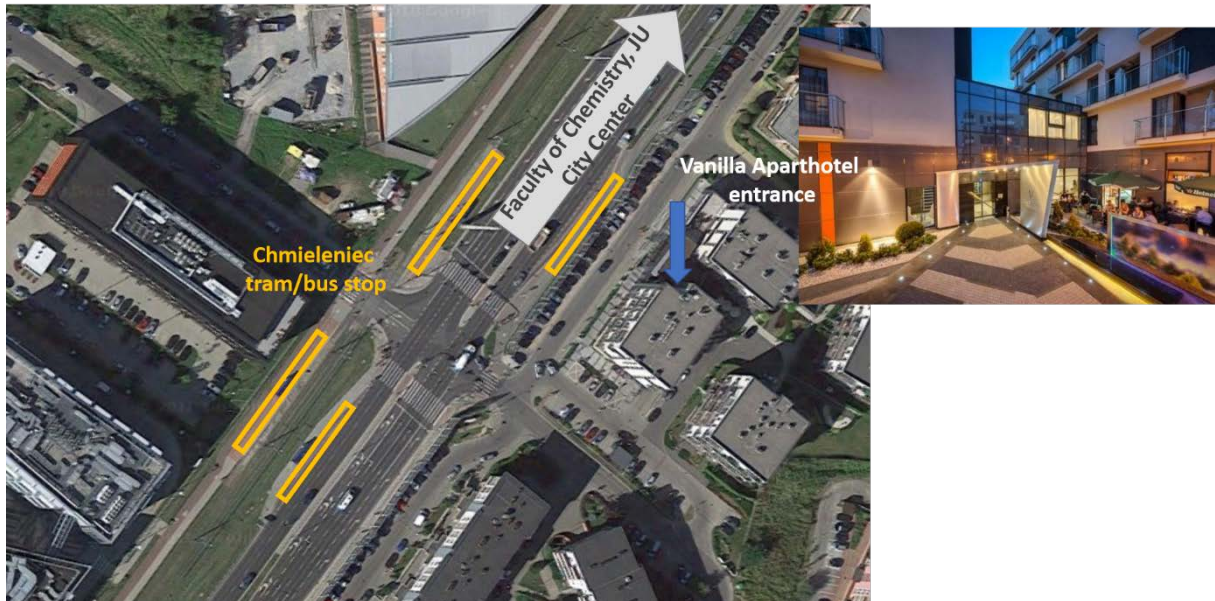 Faculty of Chemistry, JU
City Center
Vanilla Aparthotel
entrance
Chmieleniec
tram/bus stop